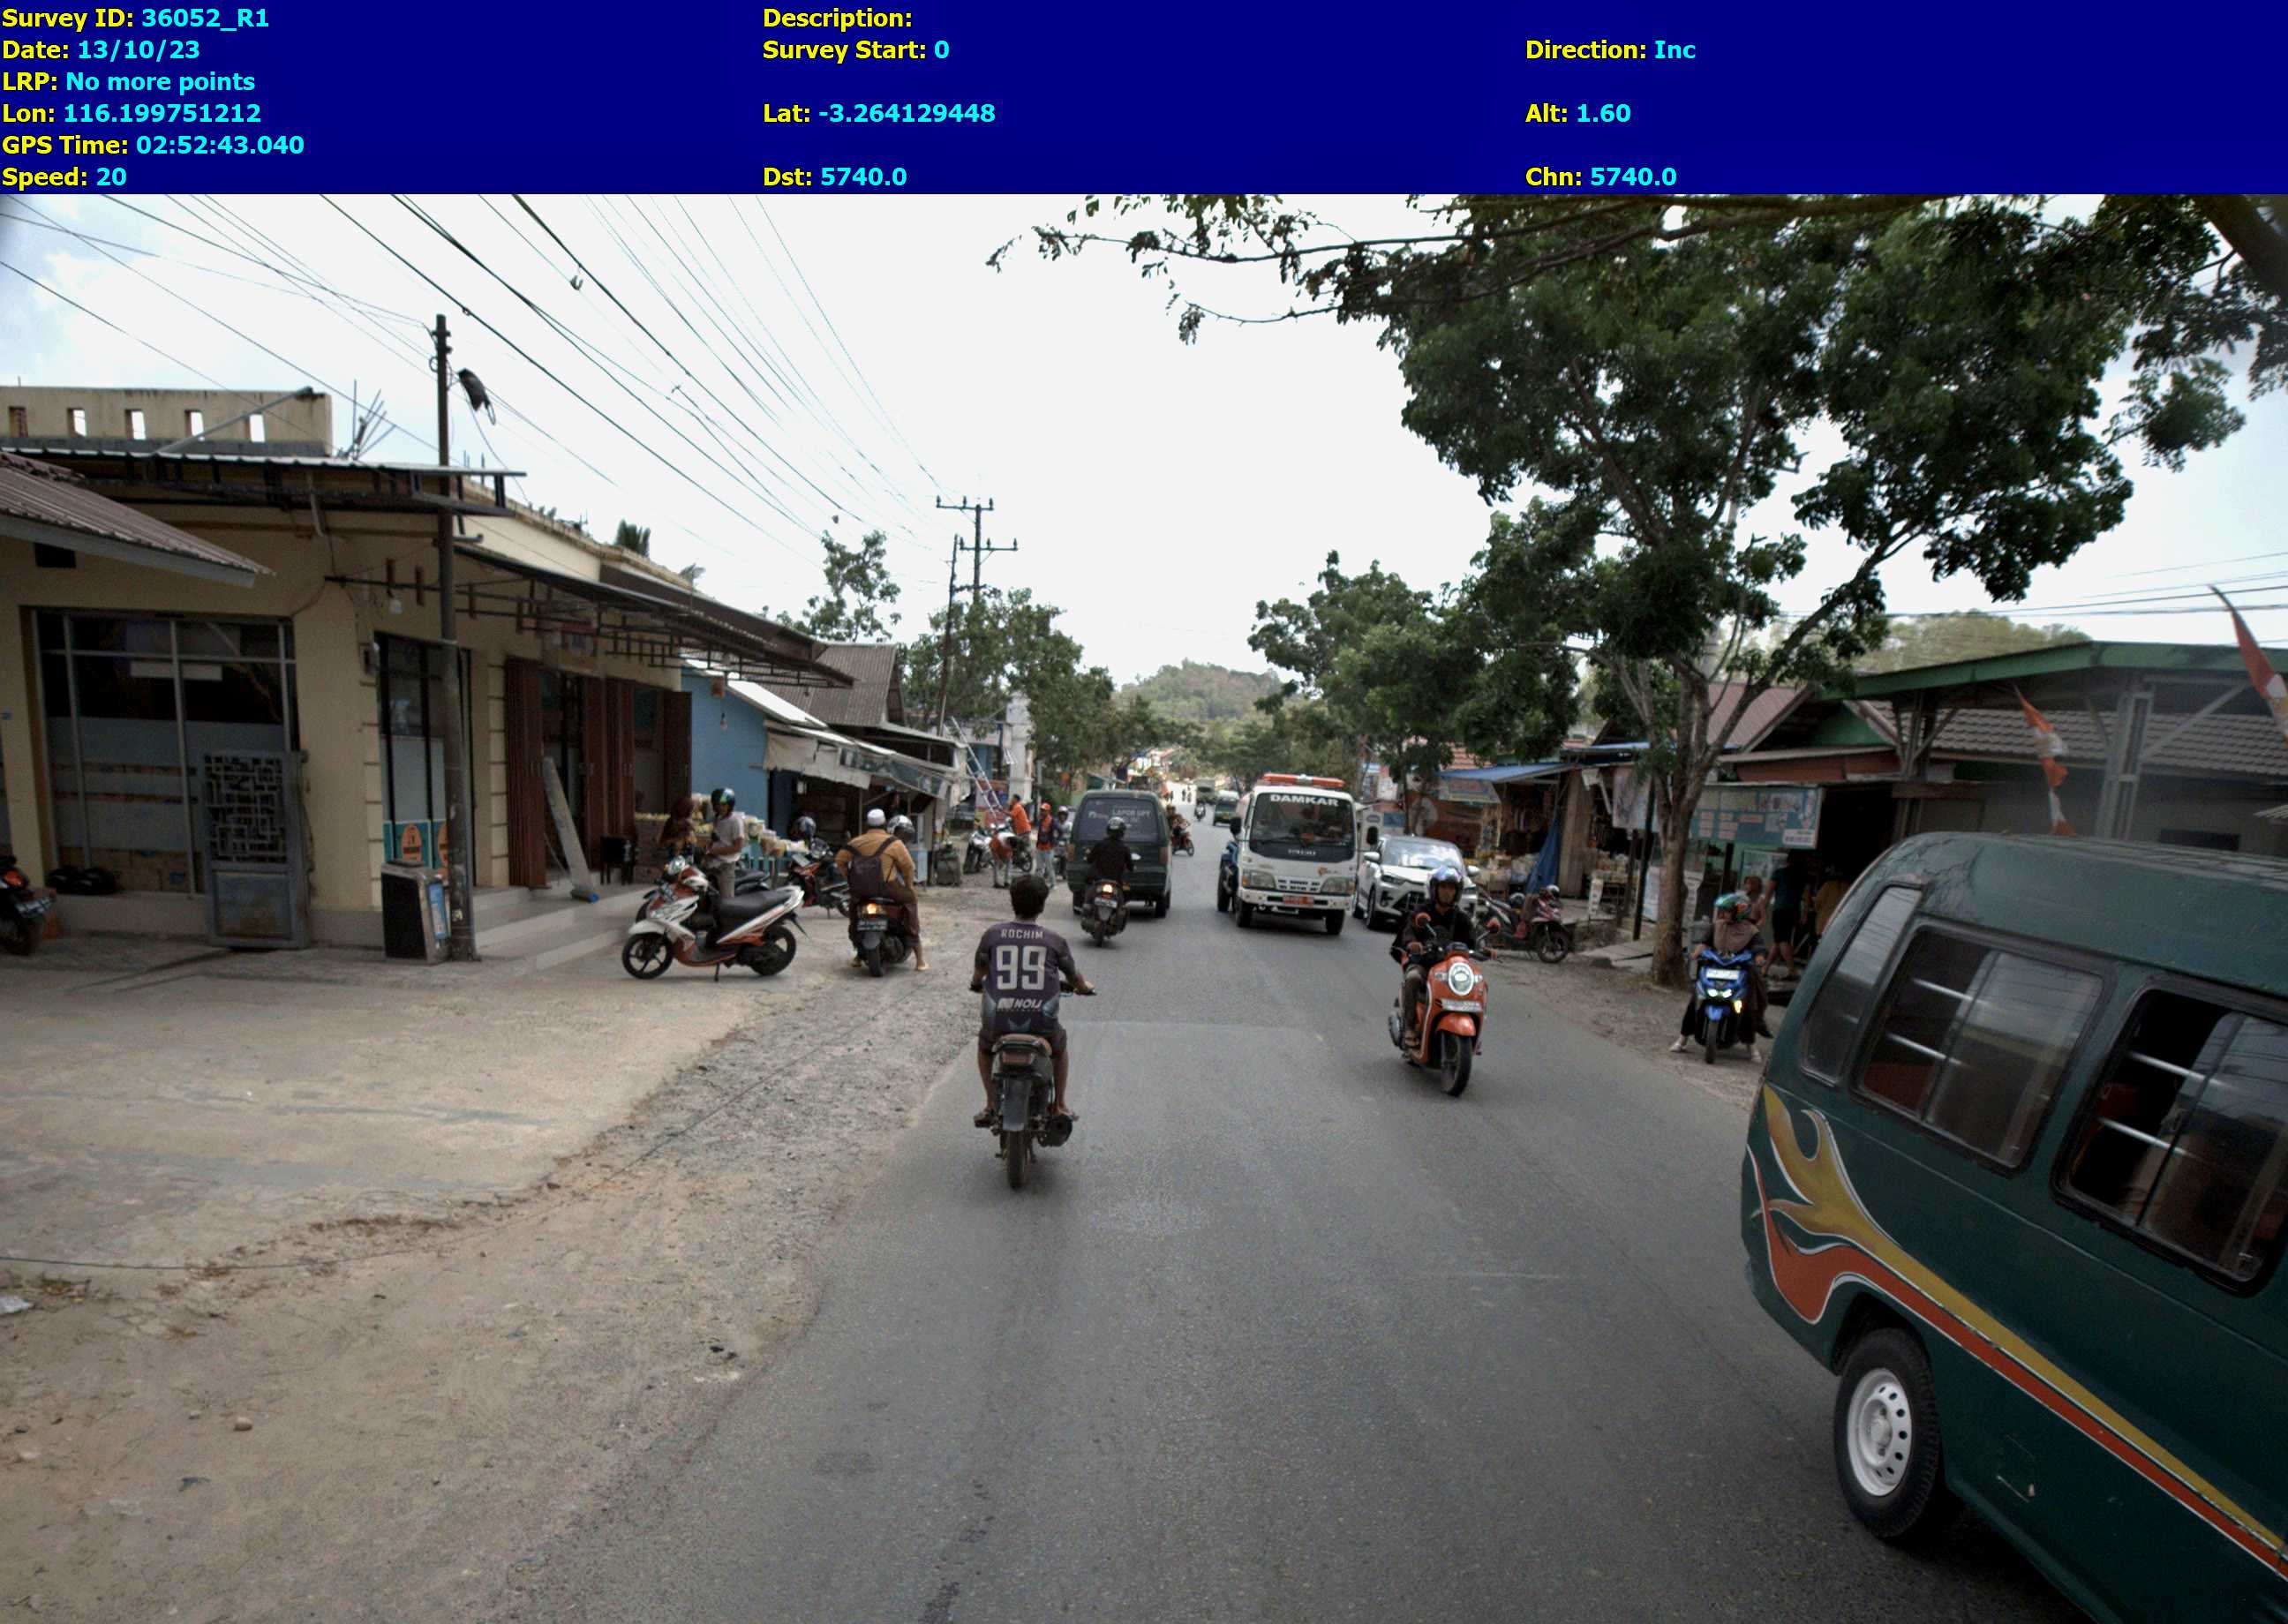 Survey ID: 36052_R1
Description:
Date: 13/10/23
Survey Start: 0
Direction: Inc
LRP: No more points
Lon: 116.199751212
Lat: -3.264129448
Alt: 1.60
GPS Time: 02:52:43.040
Speed: 20
Dst: 5740.0
Chn: 5740.0
DAMKAR
ROCHIM
99